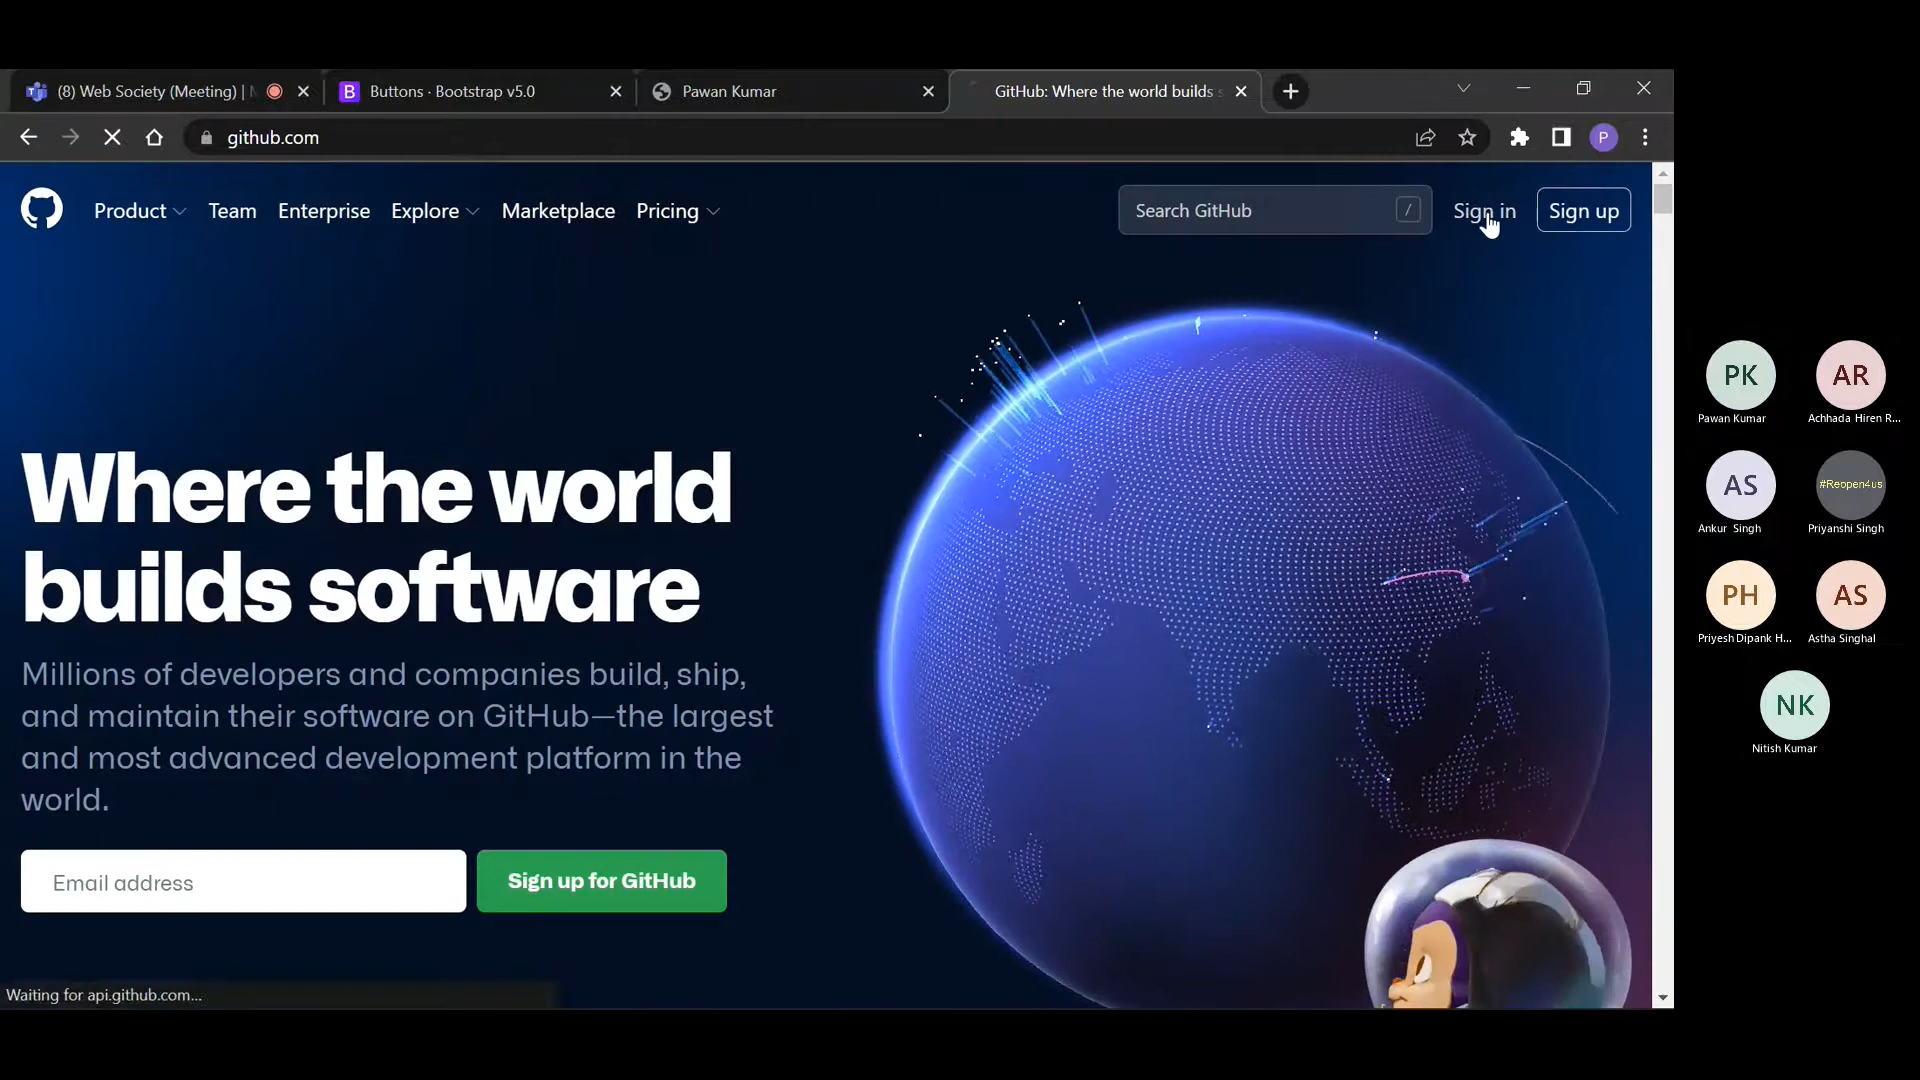 (8) Web Society (Meeting) |
Buttons · Bootstrap v5.0
Pawan Kumar
GitHub: Where the world builds s
github.com
P
Product
Team
Enterprise
Explore
Marketplace
Pricing
Search GitHub
/
Sign in
Sign up
Where the world
builds software
Millions of developers and companies build, ship,
and maintain their software on GitHub—the largest
and most advanced development platform in the
world.
Email address
Sign up for GitHub
Waiting for api.github.com...
PK
Pawan Kumar
AR
Achhada Hiren R...
AS
Ankur Singh
#Reopen4us
Priyanshi Singh
PH
Priyesh Dipank H...
AS
Astha Singhal
NK
Nitish Kumar